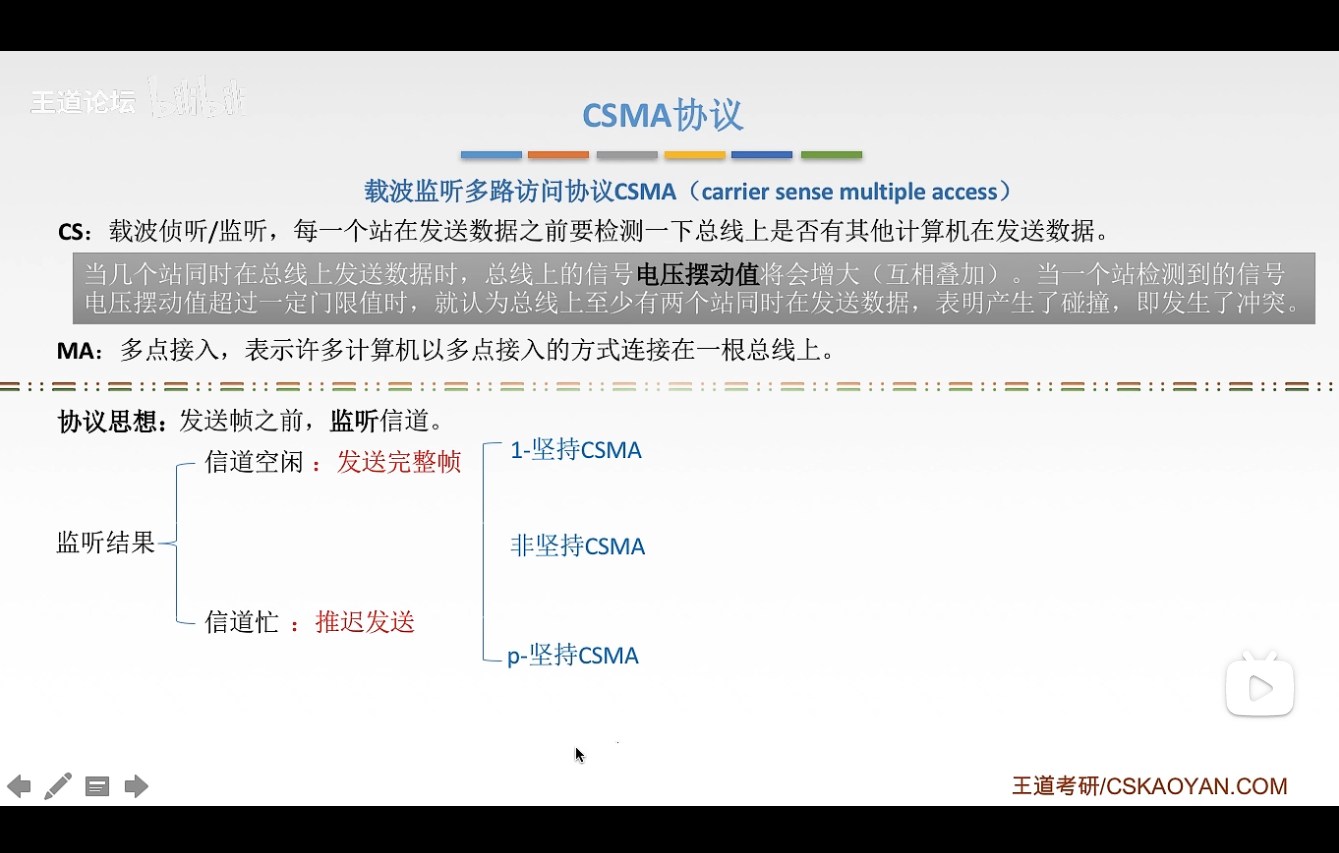 王道论坛 bilibili
CSMA协议
载波监听多路访问协议CSMA（carrier sense multiple access）
CS：载波侦听/监听，每一个站在发送数据之前要检测一下总线上是否有其他计算机在发送数据。
当几个站同时在总线上发送数据时，总线上的信号电压摆动值将会增大（互相叠加）。当一个站检测到的信号
电压摆动值超过一定门限值时，就认为总线上至少有两个站同时在发送数据，表明产生了碰撞，即发生了冲突。
MA：多点接入，表示许多计算机以多点接入的方式连接在一根总线上。
协议思想：发送帧之前，监听信道。
监听结果
信道空闲：发送完整帧
信道忙：推迟发送
1-坚持CSMA
非坚持CSMA
p-坚持CSMA
王道考研/CSKAOYAN.COM